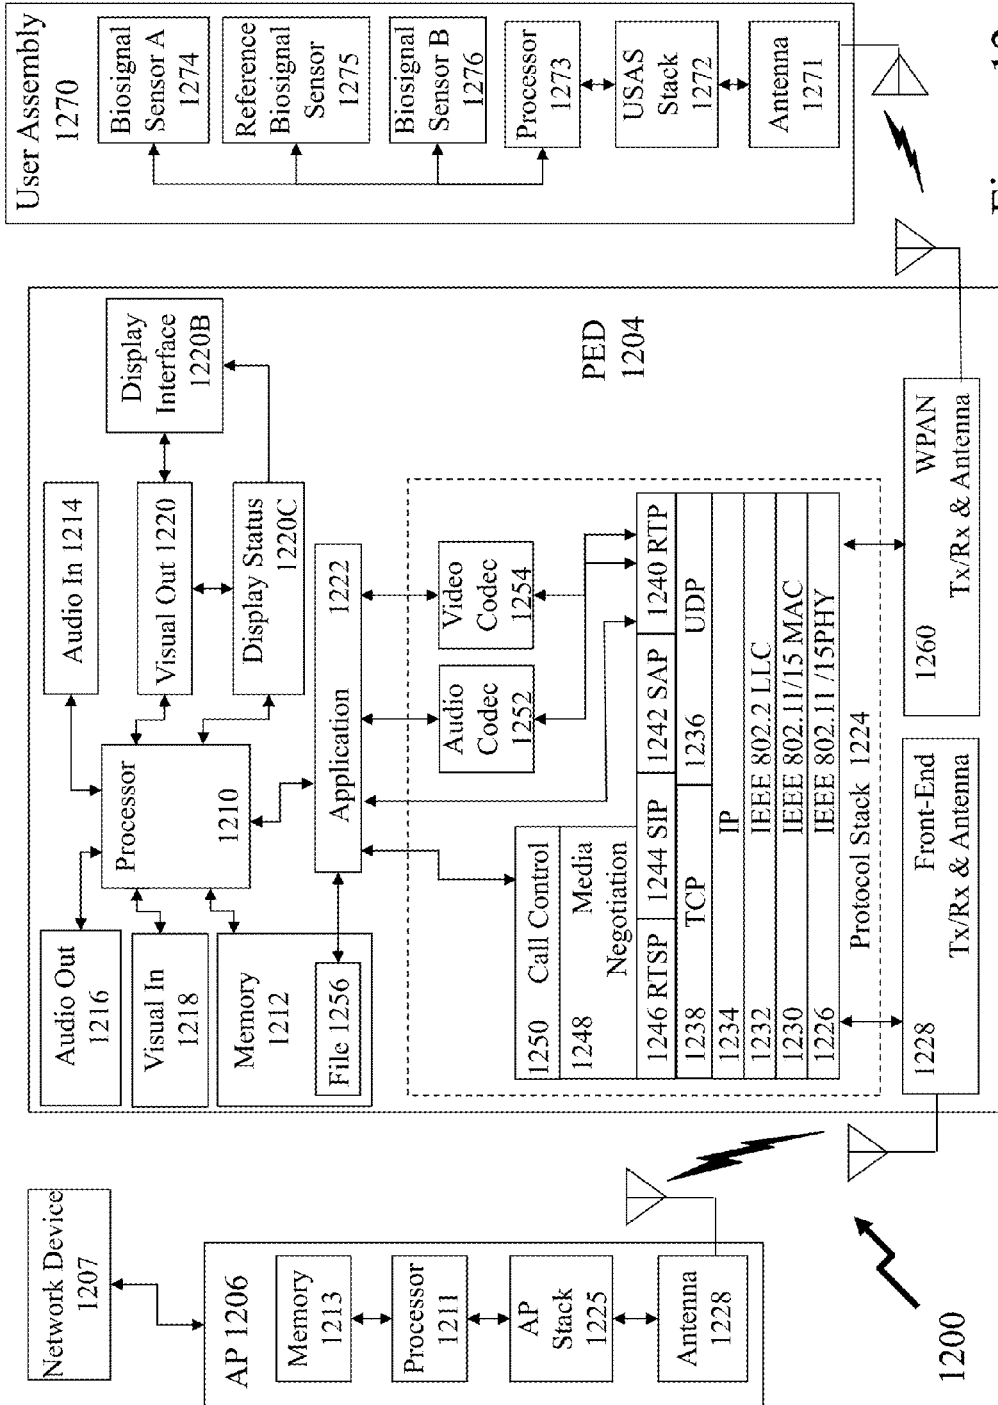 Network Device
1207
AP 1206
Memory
1213
Processor
1211
AP
Stack
1225
Antenna
1228
1200
Audio Out
1216
Visual In
1218
Memory
1212
File 1256
Processor
1210
Audio In 1214
Visual Out 1220
Display Status
1220C
Display
Interface
1220B
Application 1222
PED
1204
Audio
Codec
1252
Video
Codec
1254
1250 Call Control
1248 Media
Negotiation
1246 RTSP
1244 SIP
1242 SAP
1240 RTP
1238 TCP
1236 UDP
1234 IP
1232 IEEE 802.2 LLC
1230 IEEE 802.11/15 MAC
1226 IEEE 802.11 /15PHY
Protocol Stack 1224
1228 Front-End
Tx/Rx & Antenna
1260 WPAN
Tx/Rx & Antenna
User Assembly
1270
Biosignal
Sensor A
1274
Reference
Biosignal
Sensor
1275
Biosignal
Sensor B
1276
Processor
1273
USAS
Stack
1272
Antenna
1271